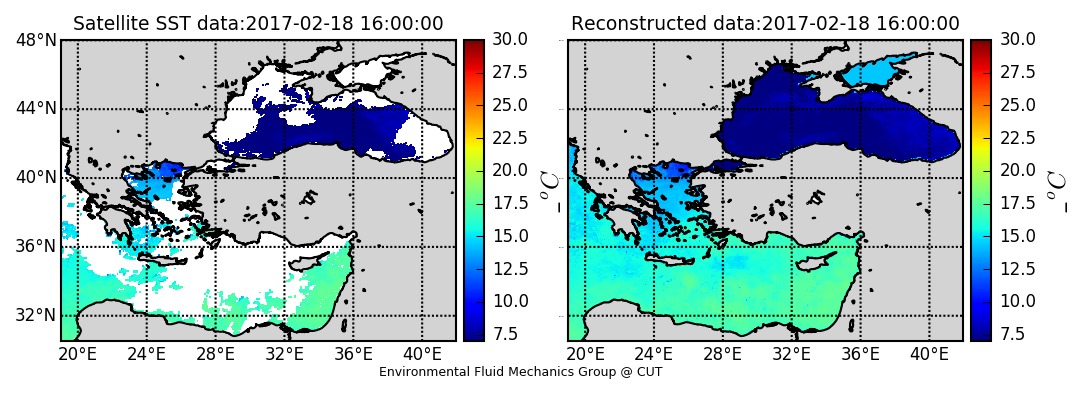 Satellite SST data:2017-02-18 16:00:00
Reconstructed data:2017-02-18 16:00:00
48°N
44°N
40°N
36°N
32°N
20°E 24°E 28°E 32°E 36°E 40°E
30.0
27.5
25.0
22.5
20.0
17.5
15.0
12.5
10.0
7.5
°C
20°E 24°E 28°E 32°E 36°E 40°E
30.0
27.5
25.0
22.5
20.0
17.5
15.0
12.5
10.0
7.5
°C
Environmental Fluid Mechanics Group @ CUT